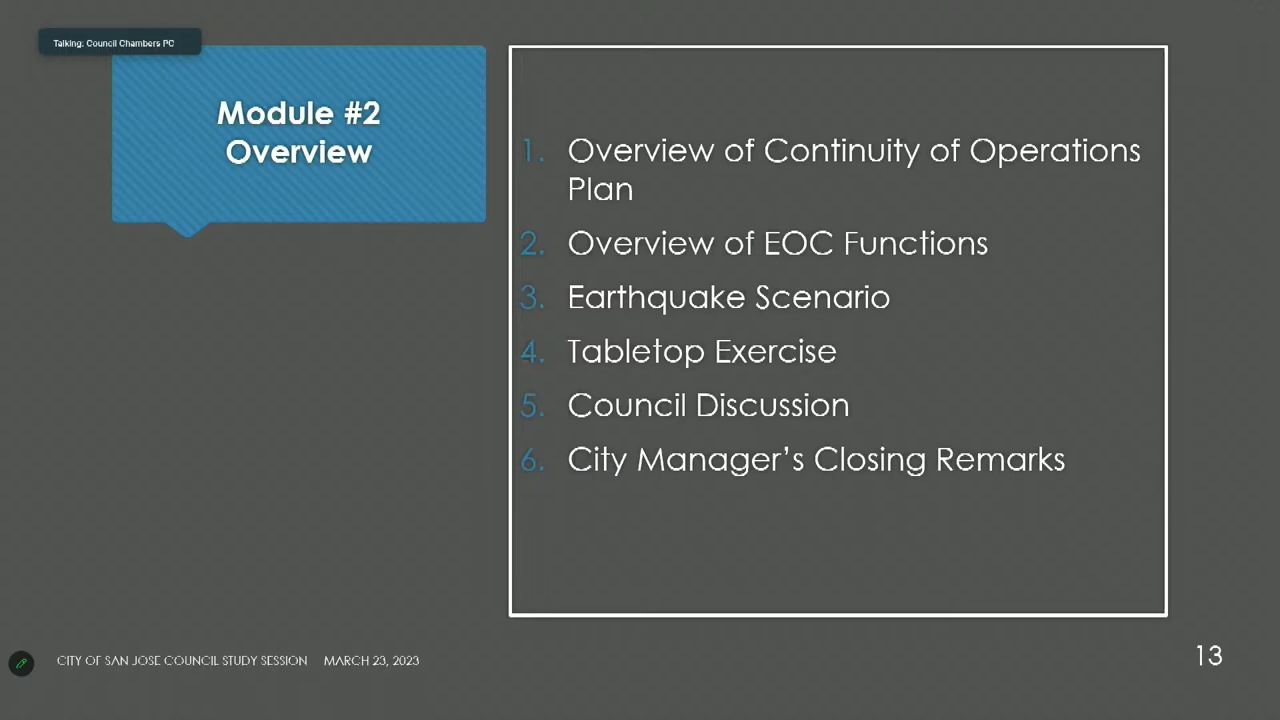 Talking: Council Chambers PC
Module #2
Overview
1. Overview of Continuity of Operations
Plan
2. Overview of EOC Functions
3. Earthquake Scenario
4. Tabletop Exercise
5. Council Discussion
6. City Manager’s Closing Remarks
CITY OF SAN JOSE COUNCIL STUDY SESSION MARCH 23, 2023
13